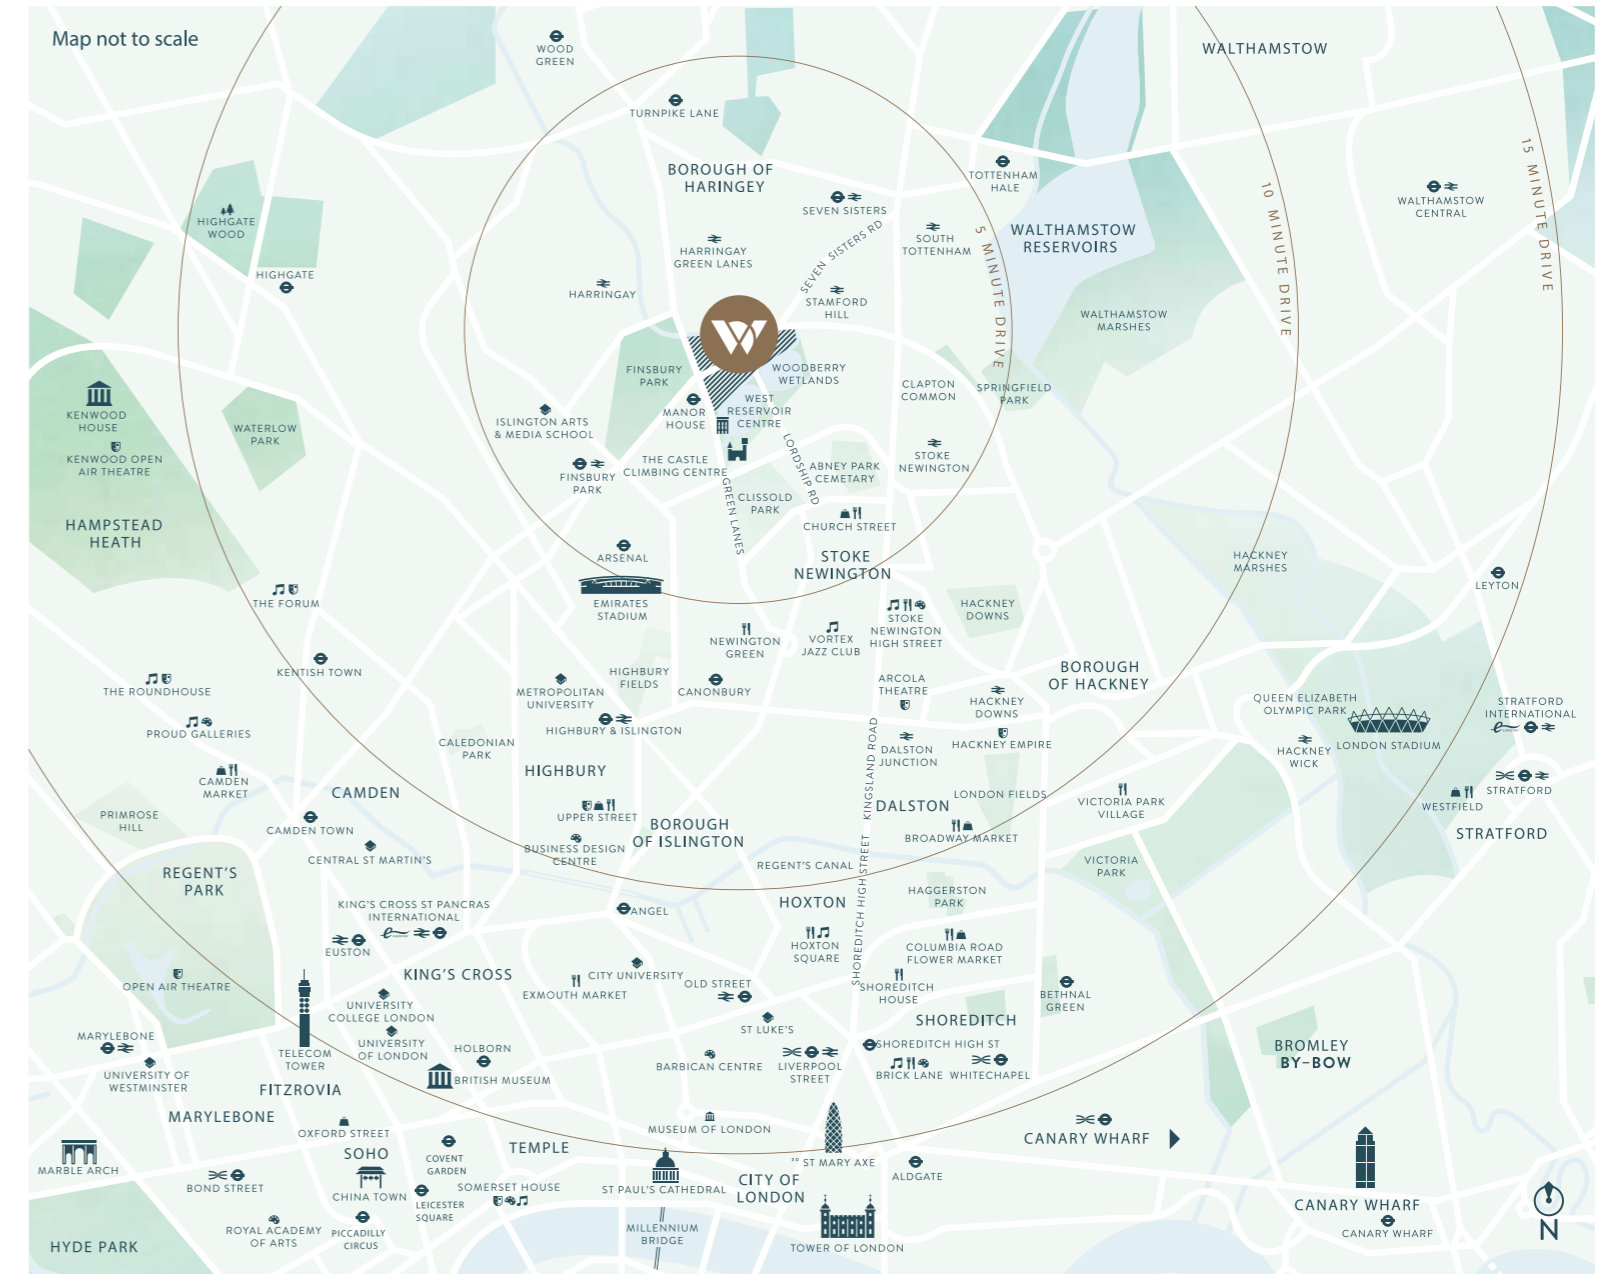 Map not to scale
WOOD
GREEN
WALTHAMSTOW
TURNPIKE LANE
BOROUGH OF
HARINGEY
TOTTENHAM
HALE
15 MINUTE DRIVE
10 MINUTE DRIVE
5 MINUTE DRIVE
WALTHAMSTOW
CENTRAL
HIGHGATE
WOOD
SEVEN SISTERS
SEVEN SISTERS RD
SOUTH
TOTTENHAM
WALTHAMSTOW
RESERVOIRS
HARRINGAY
GREEN LANES
HIGHGATE
HARRINGAY
STAMFORD
HILL
WALTHAMSTOW
MARSHES
W
FINSBURY
PARK
WOODBERRY
WETLANDS
CLAPTON
COMMON
SPRINGFIELD
PARK
KENWOOD
HOUSE
KENWOOD OPEN
AIR THEATRE
WATERLOW
PARK
ISLINGTON ARTS
& MEDIA SCHOOL
MANOR
HOUSE
WEST
RESERVOIR
CENTRE
THE CASTLE
CLIMBING CENTRE
FINSBURY
PARK
LORDSHIP RD
GREEN LANES
ABNEY PARK
CEMETARY
STOKE
NEWINGTON
CLISSOLD
PARK
CHURCH STREET
HAMPSTEAD
HEATH
ARSENAL
STOKE
NEWINGTON
HACKNEY
MARSHES
LEYTON
THE FORUM
EMIRATES
STADIUM
STOKE
NEWINGTON
HIGH STREET
HACKNEY
DOWNS
NEWINGTON
GREEN
VORTEX
JAZZ CLUB
KENTISH TOWN
HIGHBURY
FIELDS
BOROUGH
OF HACKNEY
THE ROUNDHOUSE
METROPOLITAN
UNIVERSITY
CANONBURY
ARCOLA
THEATRE
HACKNEY
DOWNS
QUEEN ELIZABETH
OLYMPIC PARK
STRATFORD
INTERNATIONAL
PROUD GALLERIES
HIGHBURY & ISLINGTON
CALEDONIAN
PARK
KINGSLAND ROAD
DALSTON
JUNCTION
HACKNEY EMPIRE
HACKNEY
WICK
LONDON STADIUM
CAMDEN
MARKET
HIGHBURY
CAMDEN
DALSTON
LONDON FIELDS
VICTORIA PARK
VILLAGE
STRATFORD
WESTFIELD
STRATFORD
PRIMROSE
HILL
CAMDEN TOWN
UPPER STREET
BOROUGH
OF ISLINGTON
BROADWAY MARKET
CENTRAL ST MARTIN'S
BUSINESS DESIGN
CENTRE
REGENT'S CANAL
VICTORIA
PARK
REGENT'S
PARK
SHOREDITCH HIGH STREET
HAGGERSTON
PARK
KING'S CROSS ST PANCRAS
INTERNATIONAL
ANGEL
HOXTON
EUSTON
HOXTON
SQUARE
COLUMBIA ROAD
FLOWER MARKET
OPEN AIR THEATRE
KING'S CROSS
CITY UNIVERSITY
EXMOUTH MARKET
OLD STREET
SHOREDITCH
HOUSE
BETHNAL
GREEN
UNIVERSITY
COLLEGE LONDON
ST LUKE'S
SHOREDITCH
MARYLEBONE
UNIVERSITY OF
WESTMINSTER
TELECOM
TOWER
UNIVERSITY
OF LONDON
HOLBORN
BRITISH MUSEUM
BARBICAN CENTRE
LIVERPOOL
STREET
SHOREDITCH HIGH ST
BRICK LANE
WHITECHAPEL
BROMLEY
BY-BOW
FITZROVIA
MARYLEBONE
OXFORD STREET
MUSEUM OF LONDON
CANARY WHARF
SOHO
COVENT
GARDEN
TEMPLE
MARBLE ARCH
BOND STREET
CHINA TOWN
LEICESTER
SQUARE
SOMERSET HOUSE
ST PAUL'S CATHEDRAL
CITY OF
LONDON
ST MARY AXE
ALDGATE
ROYAL ACADEMY
OF ARTS
PICCADILLY
CIRCUS
MILLENNIUM
BRIDGE
TOWER OF LONDON
CANARY WHARF
CANARY WHARF
HYDE PARK
N